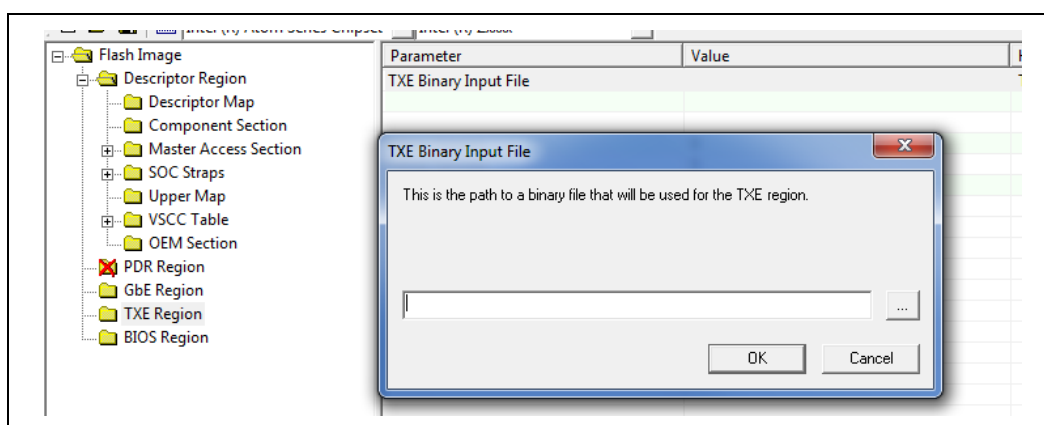 Flash Image
Descriptor Region
Descriptor Map
Component Section
Master Access Section
SOC Straps
Upper Map
VSCC Table
OEM Section
PDR Region
GbE Region
TXE Region
BIOS Region
Parameter Value
TXE Binary Input File
TXE Binary Input File
This is the path to a binary file that will be used for the TXE region.
...
OK Cancel